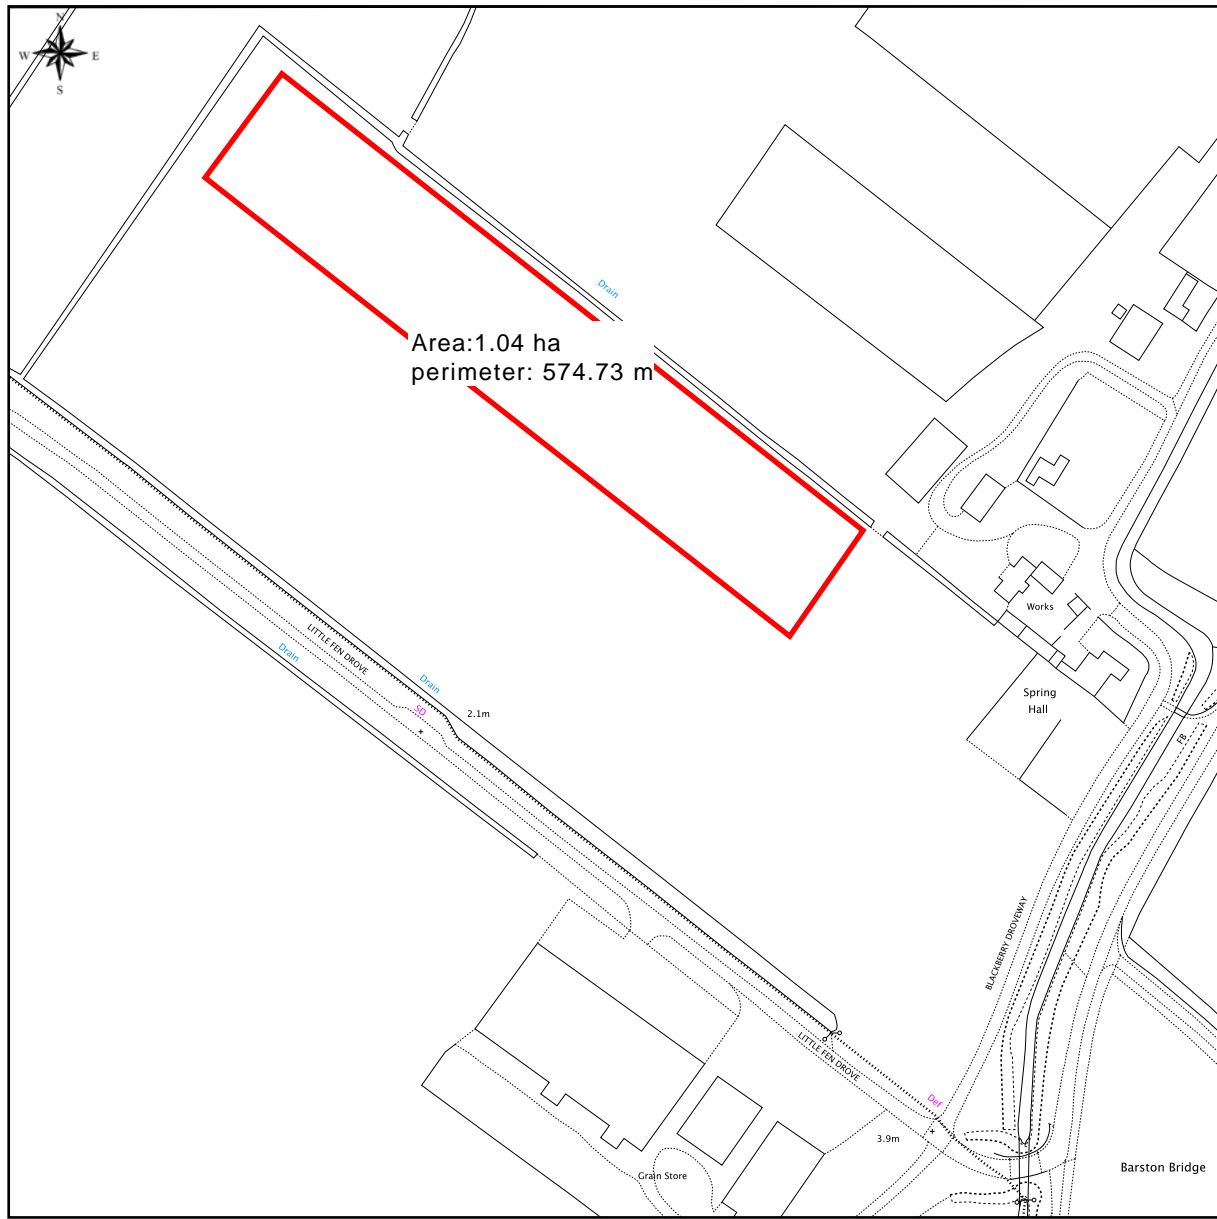 N
W
E
S
Drain
Area:1.04 ha
perimeter: 574.73 m
Works
LITTLE FEN DROVE
Drain
Drain
SD
2.1m
Spring
Hall
FB
BLACKBERRY DROVEWAY
LITTLE FEN DROVE
Def
3.9m
Grain Store
Barston Bridge